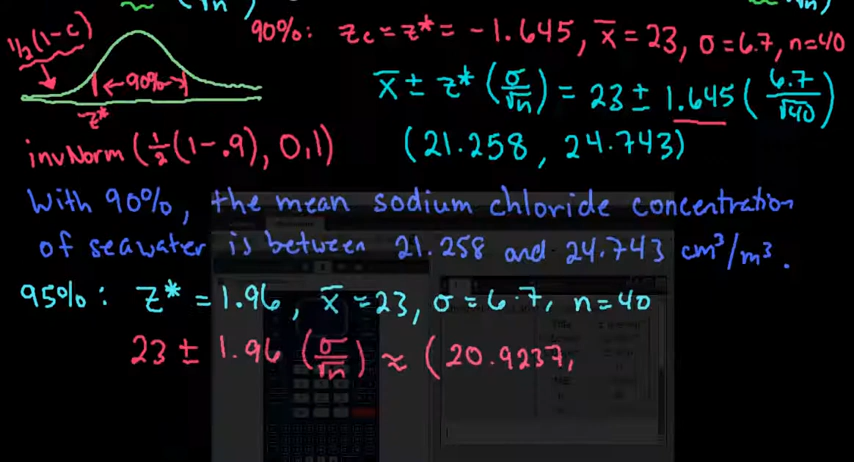 (√n) (√n)
½(1-c)
90%: z_c = z* = -1.645, x̄ = 23, σ = 6.7, n = 40
←90%→
-z*
x̄ ± z* (σ/√n) = 23 ± 1.645 (6.7/√40)
invNorm (½(1-.9), 0, 1)
(21.258, 24.743)
With 90%, the mean sodium chloride concentration
of seawater is between 21.258 and 24.743 cm³/m³.
95%: z* = 1.96, x̄ = 23, σ = 6.7, n = 40
23 ± 1.96 (σ/√n) ≈ (20.9237,